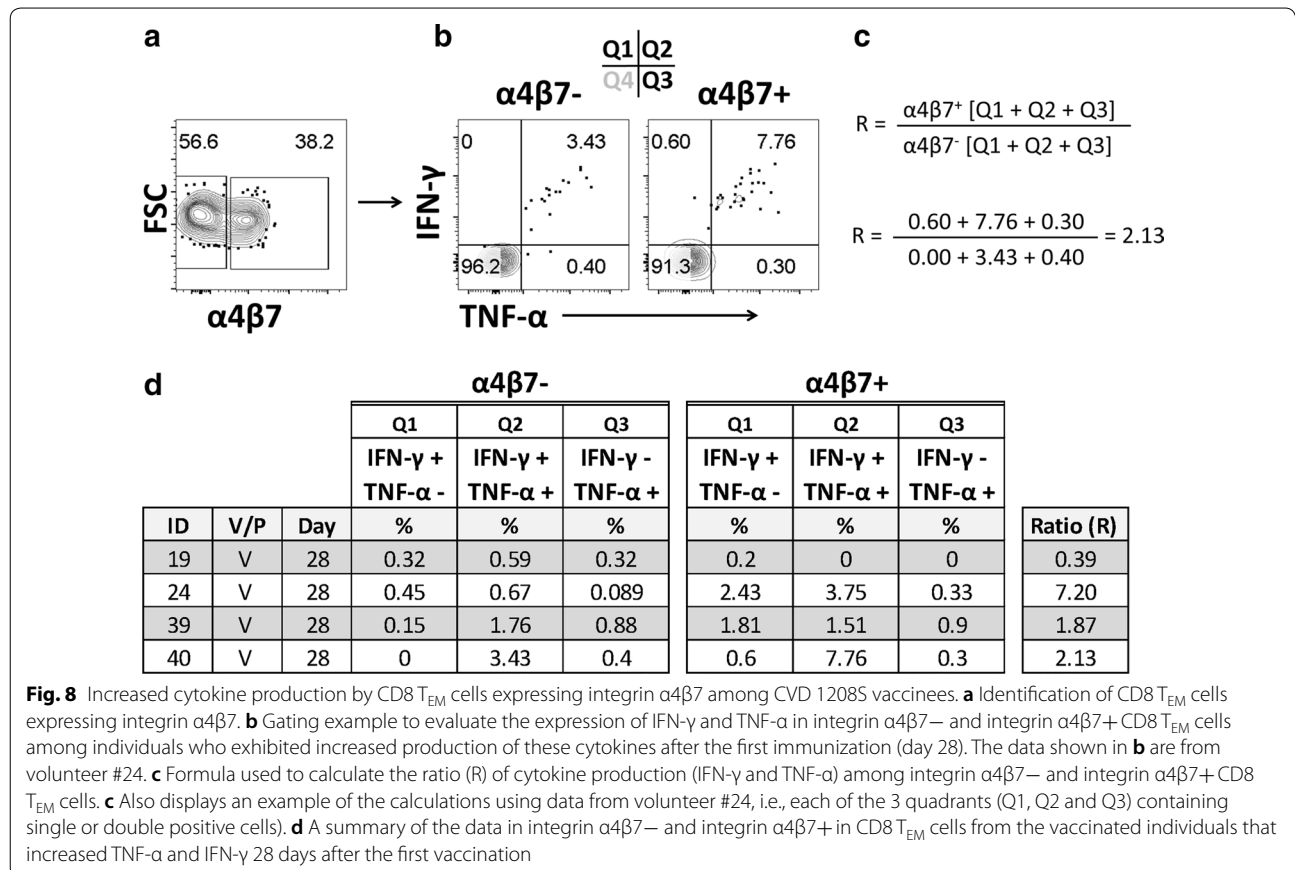 a
56.6 38.2
FSC
α4β7
b
Q1 Q2
Q4 Q3
α4β7- α4β7+
0 3.43
96.2 0.40
0.60 7.76
91.3 0.30
IFN-γ
TNF-α
c
R = α4β7+ [Q1 + Q2 + Q3]
α4β7- [Q1 + Q2 + Q3]
R = 0.60 + 7.76 + 0.30 = 2.13
0.00 + 3.43 + 0.40
d
α4β7- α4β7+
Q1 Q2 Q3 Q1 Q2 Q3
IFN-γ + IFN-γ + IFN-γ - IFN-γ + IFN-γ + IFN-γ -
TNF-α - TNF-α + TNF-α + TNF-α - TNF-α + TNF-α +
ID V/P Day % % % % % % Ratio (R)
19 V 28 0.32 0.59 0.32 0.2 0 0 0.39
24 V 28 0.45 0.67 0.089 2.43 3.75 0.33 7.20
39 V 28 0.15 1.76 0.88 1.81 1.51 0.9 1.87
40 V 28 0 3.43 0.4 0.6 7.76 0.3 2.13
Fig. 8 Increased cytokine production by CD8 TEM cells expressing integrin α4β7 among CVD 1208S vaccinees. a Identification of CD8 TEM cells
expressing integrin α4β7. b Gating example to evaluate the expression of IFN-γ and TNF-α in integrin α4β7− and integrin α4β7+ CD8 TEM cells
among individuals who exhibited increased production of these cytokines after the first immunization (day 28). The data shown in b are from
volunteer #24. c Formula used to calculate the ratio (R) of cytokine production (IFN-γ and TNF-α) among integrin α4β7− and integrin α4β7+ CD8
TEM cells. c Also displays an example of the calculations using data from volunteer #24, i.e., each of the 3 quadrants (Q1, Q2 and Q3) containing
single or double positive cells). d A summary of the data in integrin α4β7− and integrin α4β7+ in CD8 TEM cells from the vaccinated individuals that
increased TNF-α and IFN-γ 28 days after the first vaccination